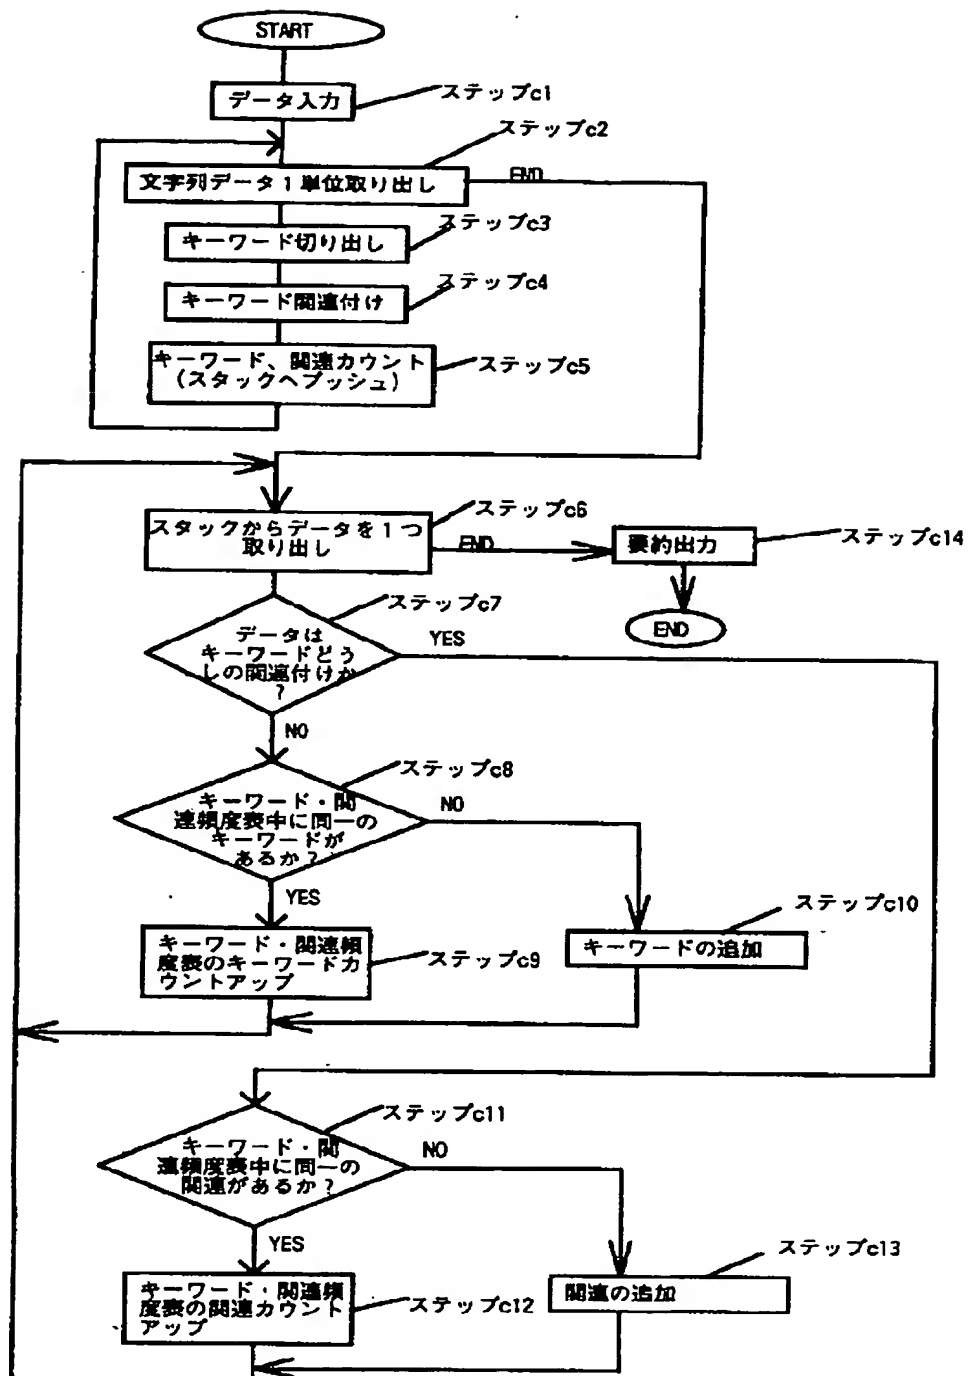 START
データ入力
ステップc1
ステップc2
文字列データ1単位取り出し
END
ステップc3
キーワード切り出し
ステップc4
キーワード関連付け
キーワード、関連カウント
(スタックへプッシュ)
ステップc5
ステップc6
スタックからデータを1つ
取り出し
END
要約出力
ステップc14
END
ステップc7
データは
キーワードどう
しの関連付けか
?
YES
NO
ステップc8
キーワード・関
連頻度表中に同一の
キーワードが
あるか?
NO
YES
ステップc10
キーワードの追加
キーワード・関連頻
度表のキーワードカ
ウントアップ
ステップc9
ステップc11
キーワード・関
連頻度表中に同一の
関連があるか?
NO
YES
ステップc13
関連の追加
キーワード・関連頻
度表の関連カウント
アップ
ステップc12